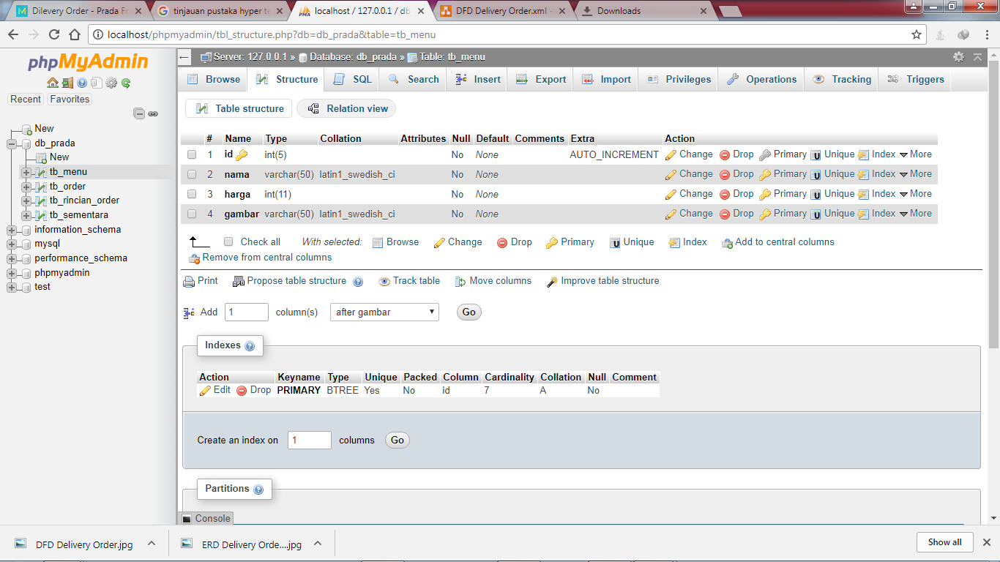 Dilevery Order - Prada Fr
tinjauan pustaka hyper te
localhost / 127.0.0.1 / db
DFD Delivery Order.xml -
Downloads
localhost/phpmyadmin/tbl_structure.php?db=db_prada&table=tb_menu
phpMyAdmin
Recent Favorites
New
db_prada
New
tb_menu
tb_order
tb_rincian_order
tb_sementara
information_schema
mysql
performance_schema
phpmyadmin
test
Server: 127.0.0.1 » Database: db_prada » Table: tb_menu
Browse Structure SQL Search Insert Export Import Privileges Operations Tracking Triggers
Table structure Relation view
# Name Type Collation Attributes Null Default Comments Extra Action
1 id int(5) No None AUTO_INCREMENT Change Drop Primary Unique Index More
2 nama varchar(50) latin1_swedish_ci No None Change Drop Primary Unique Index More
3 harga int(11) No None Change Drop Primary Unique Index More
4 gambar varchar(50) latin1_swedish_ci No None Change Drop Primary Unique Index More
Check all With selected: Browse Change Drop Primary Unique Index Add to central columns
Remove from central columns
Print Propose table structure Track table Move columns Improve table structure
Add 1 column(s) after gambar Go
Indexes
Action Keyname Type Unique Packed Column Cardinality Collation Null Comment
Edit Drop PRIMARY BTREE Yes No id 7 A No
Create an index on 1 columns Go
Partitions
Console
DFD Delivery Order.jpg
ERD Delivery Orde....jpg
Show all